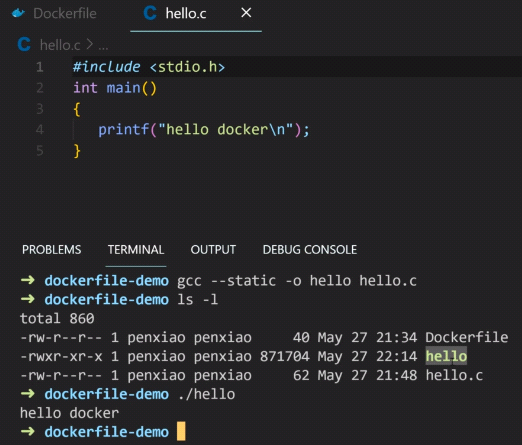 Dockerfile
C hello.c ×
C hello.c > ...
1 #include <stdio.h>
2 int main()
3 {
4 printf("hello docker\n");
5 }
PROBLEMS TERMINAL OUTPUT DEBUG CONSOLE
➜ dockerfile-demo gcc --static -o hello hello.c
➜ dockerfile-demo ls -l
total 860
-rw-r--r-- 1 penxiao penxiao 40 May 27 21:34 Dockerfile
-rwxr-xr-x 1 penxiao penxiao 871704 May 27 22:14 hello
-rw-r--r-- 1 penxiao penxiao 62 May 27 21:48 hello.c
➜ dockerfile-demo ./hello
hello docker
➜ dockerfile-demo